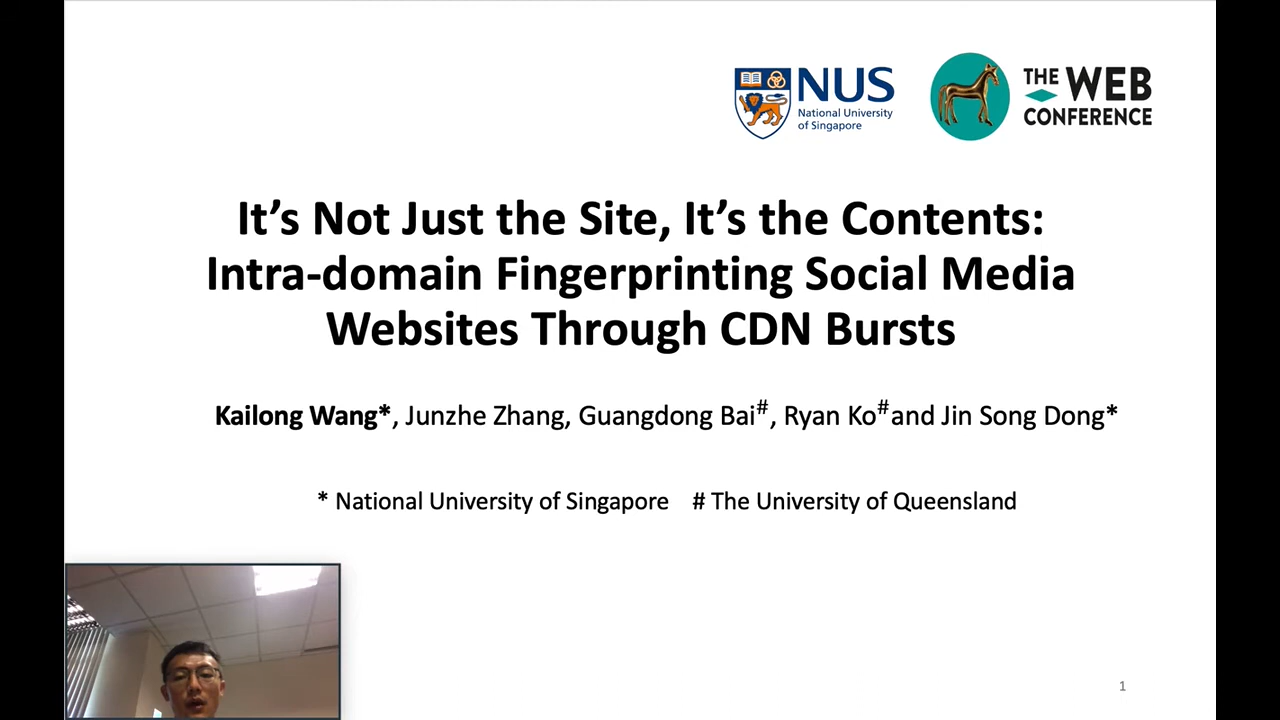 NUS
National University
of Singapore
THE WEB
CONFERENCE
It's Not Just the Site, It's the Contents:
Intra-domain Fingerprinting Social Media
Websites Through CDN Bursts
Kailong Wang*, Junzhe Zhang, Guangdong Bai#, Ryan Ko# and Jin Song Dong*
* National University of Singapore # The University of Queensland
1